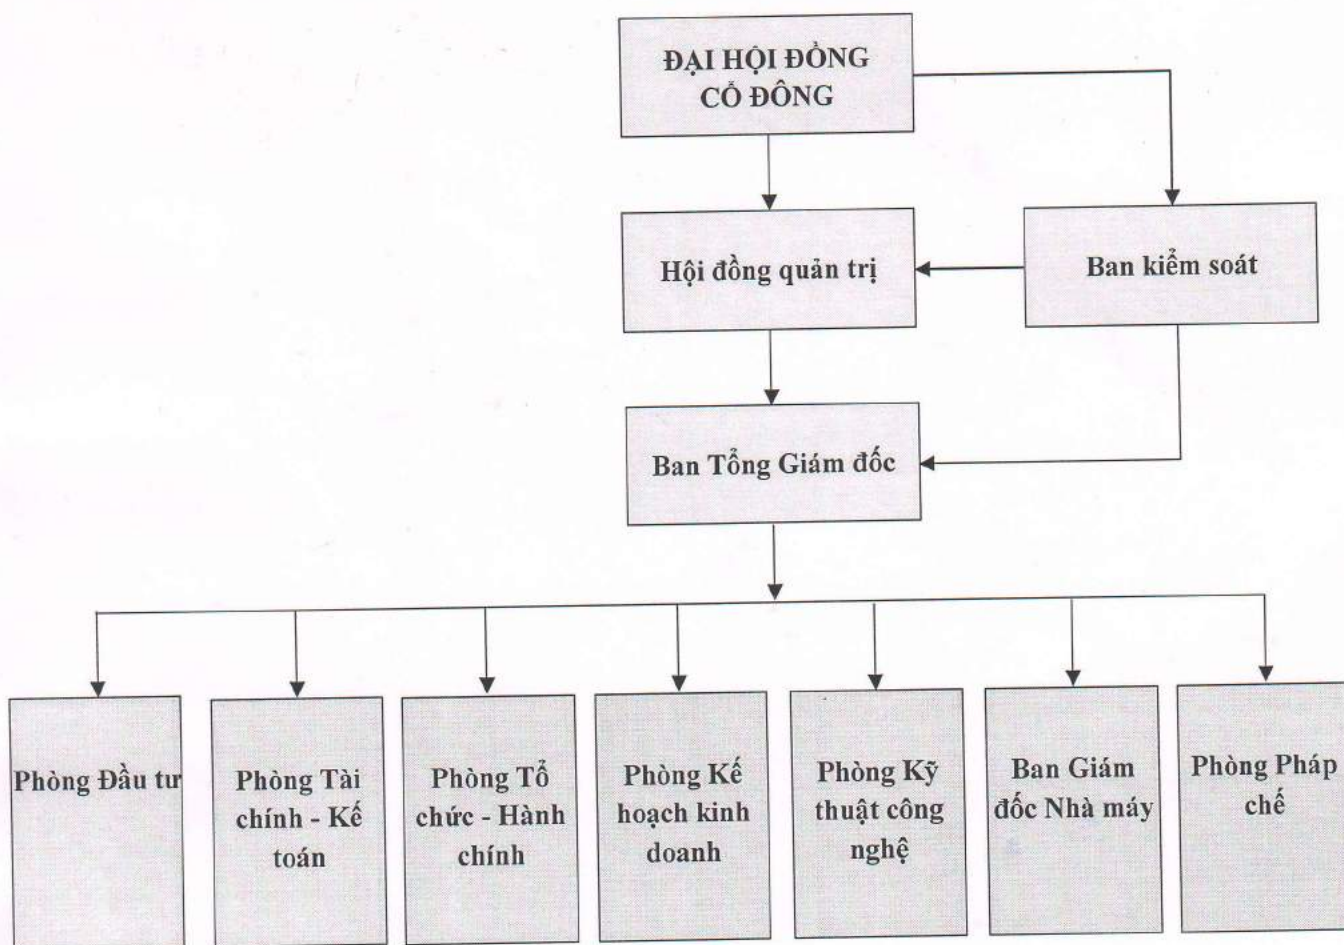 ĐẠI HỘI ĐỒNG
CỔ ĐÔNG
Hội đồng quản trị
Ban kiểm soát
Ban Tổng Giám đốc
Phòng Đầu tư
Phòng Tài
chính - Kế
toán
Phòng Tổ
chức - Hành
chính
Phòng Kế
hoạch kinh
doanh
Phòng Kỹ
thuật công
nghệ
Ban Giám
đốc Nhà máy
Phòng Pháp
chế